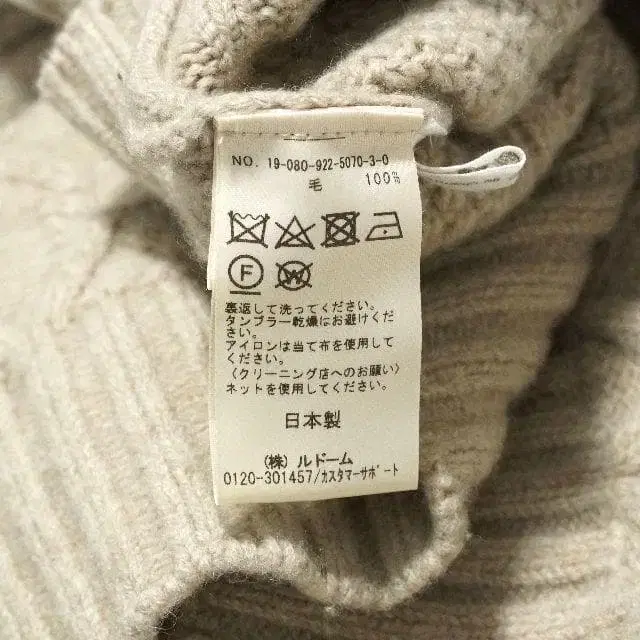 NO. 19-080-922-5070-3-0
毛 100%
F
W
裏返して洗ってください。
タンブラー乾燥はお避けくださ
い。
アイロンは当て布を使用して
ください。
〈クリーニング店へのお願い〉
ネットを使用してください。
日本製
(株) ルドーム
0120-301457/カスタマーサポート